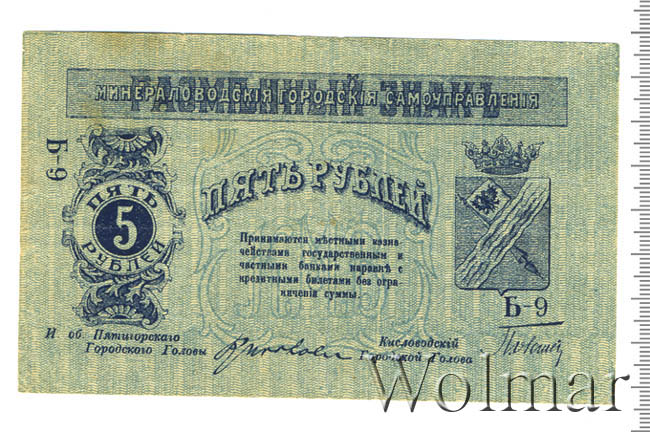 РАЗМѢННЫЙ ЗНАКЪ
МИНЕРАЛОВОДСКІЯ ГОРОДСКІЯ САМОУПРАВЛЕНІЯ
Б-9
ПЯТЬ
5
РУБЛЕЙ
ПЯТЬ РУБЛЕЙ
Принимаются мѣстными казна-
чействами государственным и
частными банками наравнѣ с
кредитными билетами без огра-
ниченія суммы.
Б-9
И об Пятигорскаго
Городского Головы
Кисловодскій
Городской Голова
Wolmar